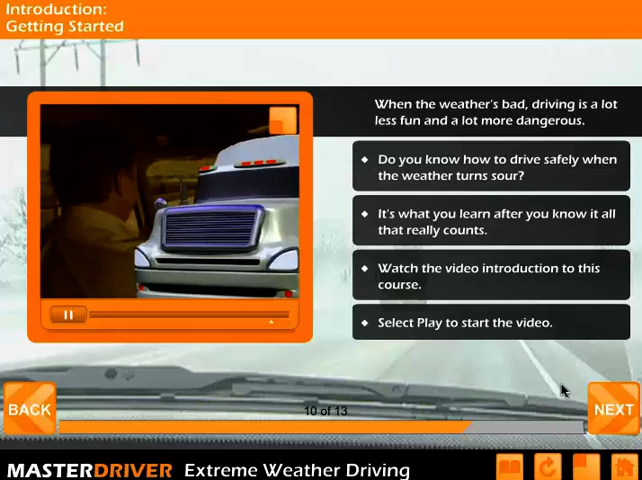 Introduction:
Getting Started
When the weather's bad, driving is a lot
less fun and a lot more dangerous.
Do you know how to drive safely when
the weather turns sour?
It's what you learn after you know it all
that really counts.
Watch the video introduction to this
course.
Select Play to start the video.
BACK
10 of 13
NEXT
MASTERDRIVER Extreme Weather Driving